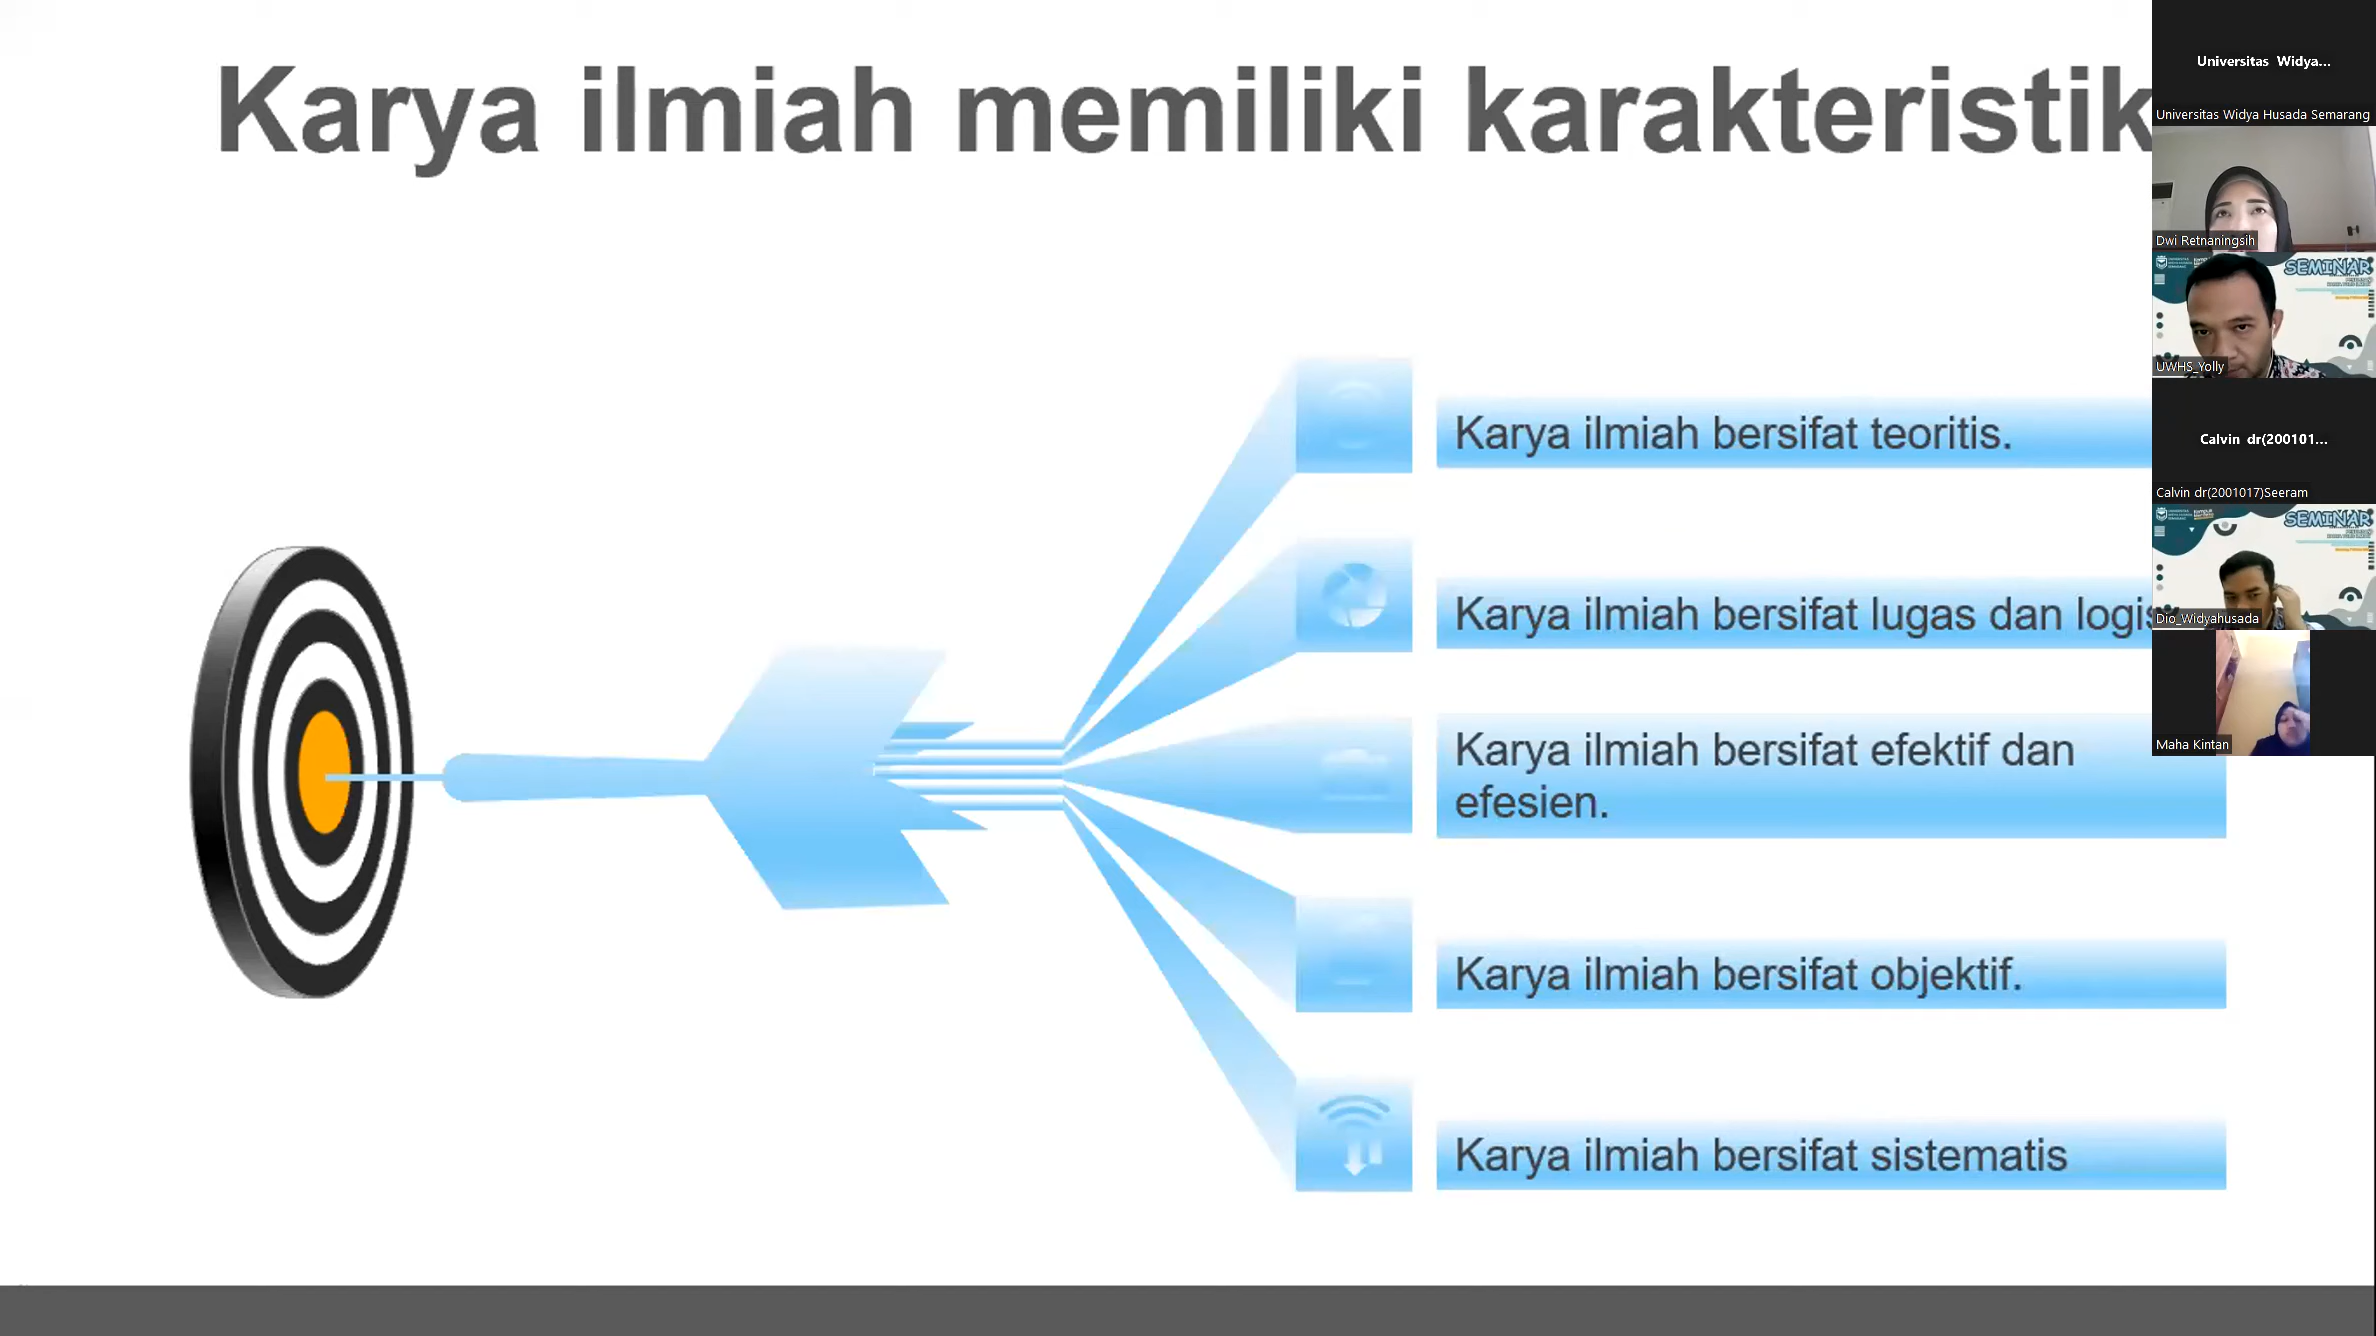 Karya ilmiah memiliki karakteristik
Karya ilmiah bersifat teoritis.
Karya ilmiah bersifat lugas dan logis
Karya ilmiah bersifat efektif dan
efesien.
Karya ilmiah bersifat objektif.
Karya ilmiah bersifat sistematis
Universitas Widya...
Universitas Widya Husada Semarang
Dwi Retnaningsih
SEMINAR
UWHS_Yolly
Calvin dr(200101...
Calvin dr(2001017)Seeram
SEMINAR
Dio_Widyahusada
Maha Kintan